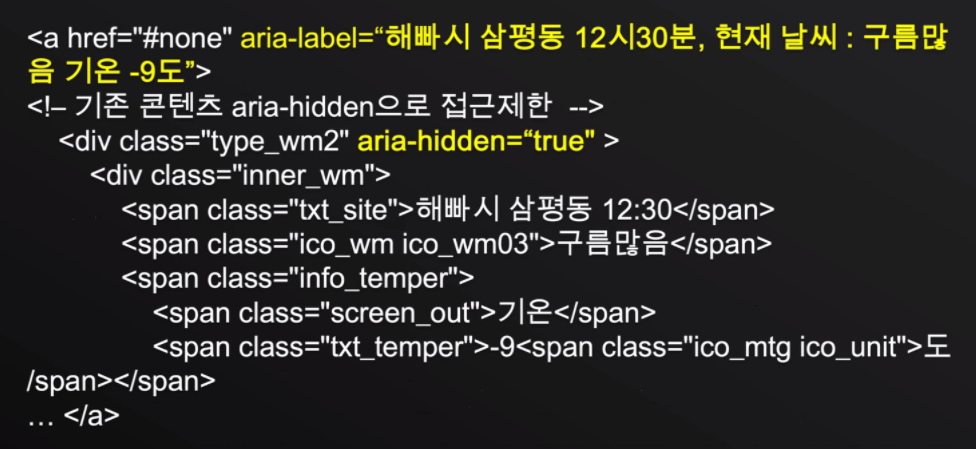 <a href="#none" aria-label=“해빠시 삼평동 12시30분, 현재 날씨 : 구름많
음 기온 -9도”>
<!– 기존 콘텐츠 aria-hidden으로 접근제한  -->
<div class="type_wm2" aria-hidden=“true" >
<div class="inner_wm">
<span class="txt_site">해빠시 삼평동 12:30</span>
<span class="ico_wm ico_wm03">구름많음</span>
<span class="info_temper">
<span class="screen_out">기온</span>
<span class="txt_temper">-9<span class="ico_mtg ico_unit">도
/span></span>
… </a>